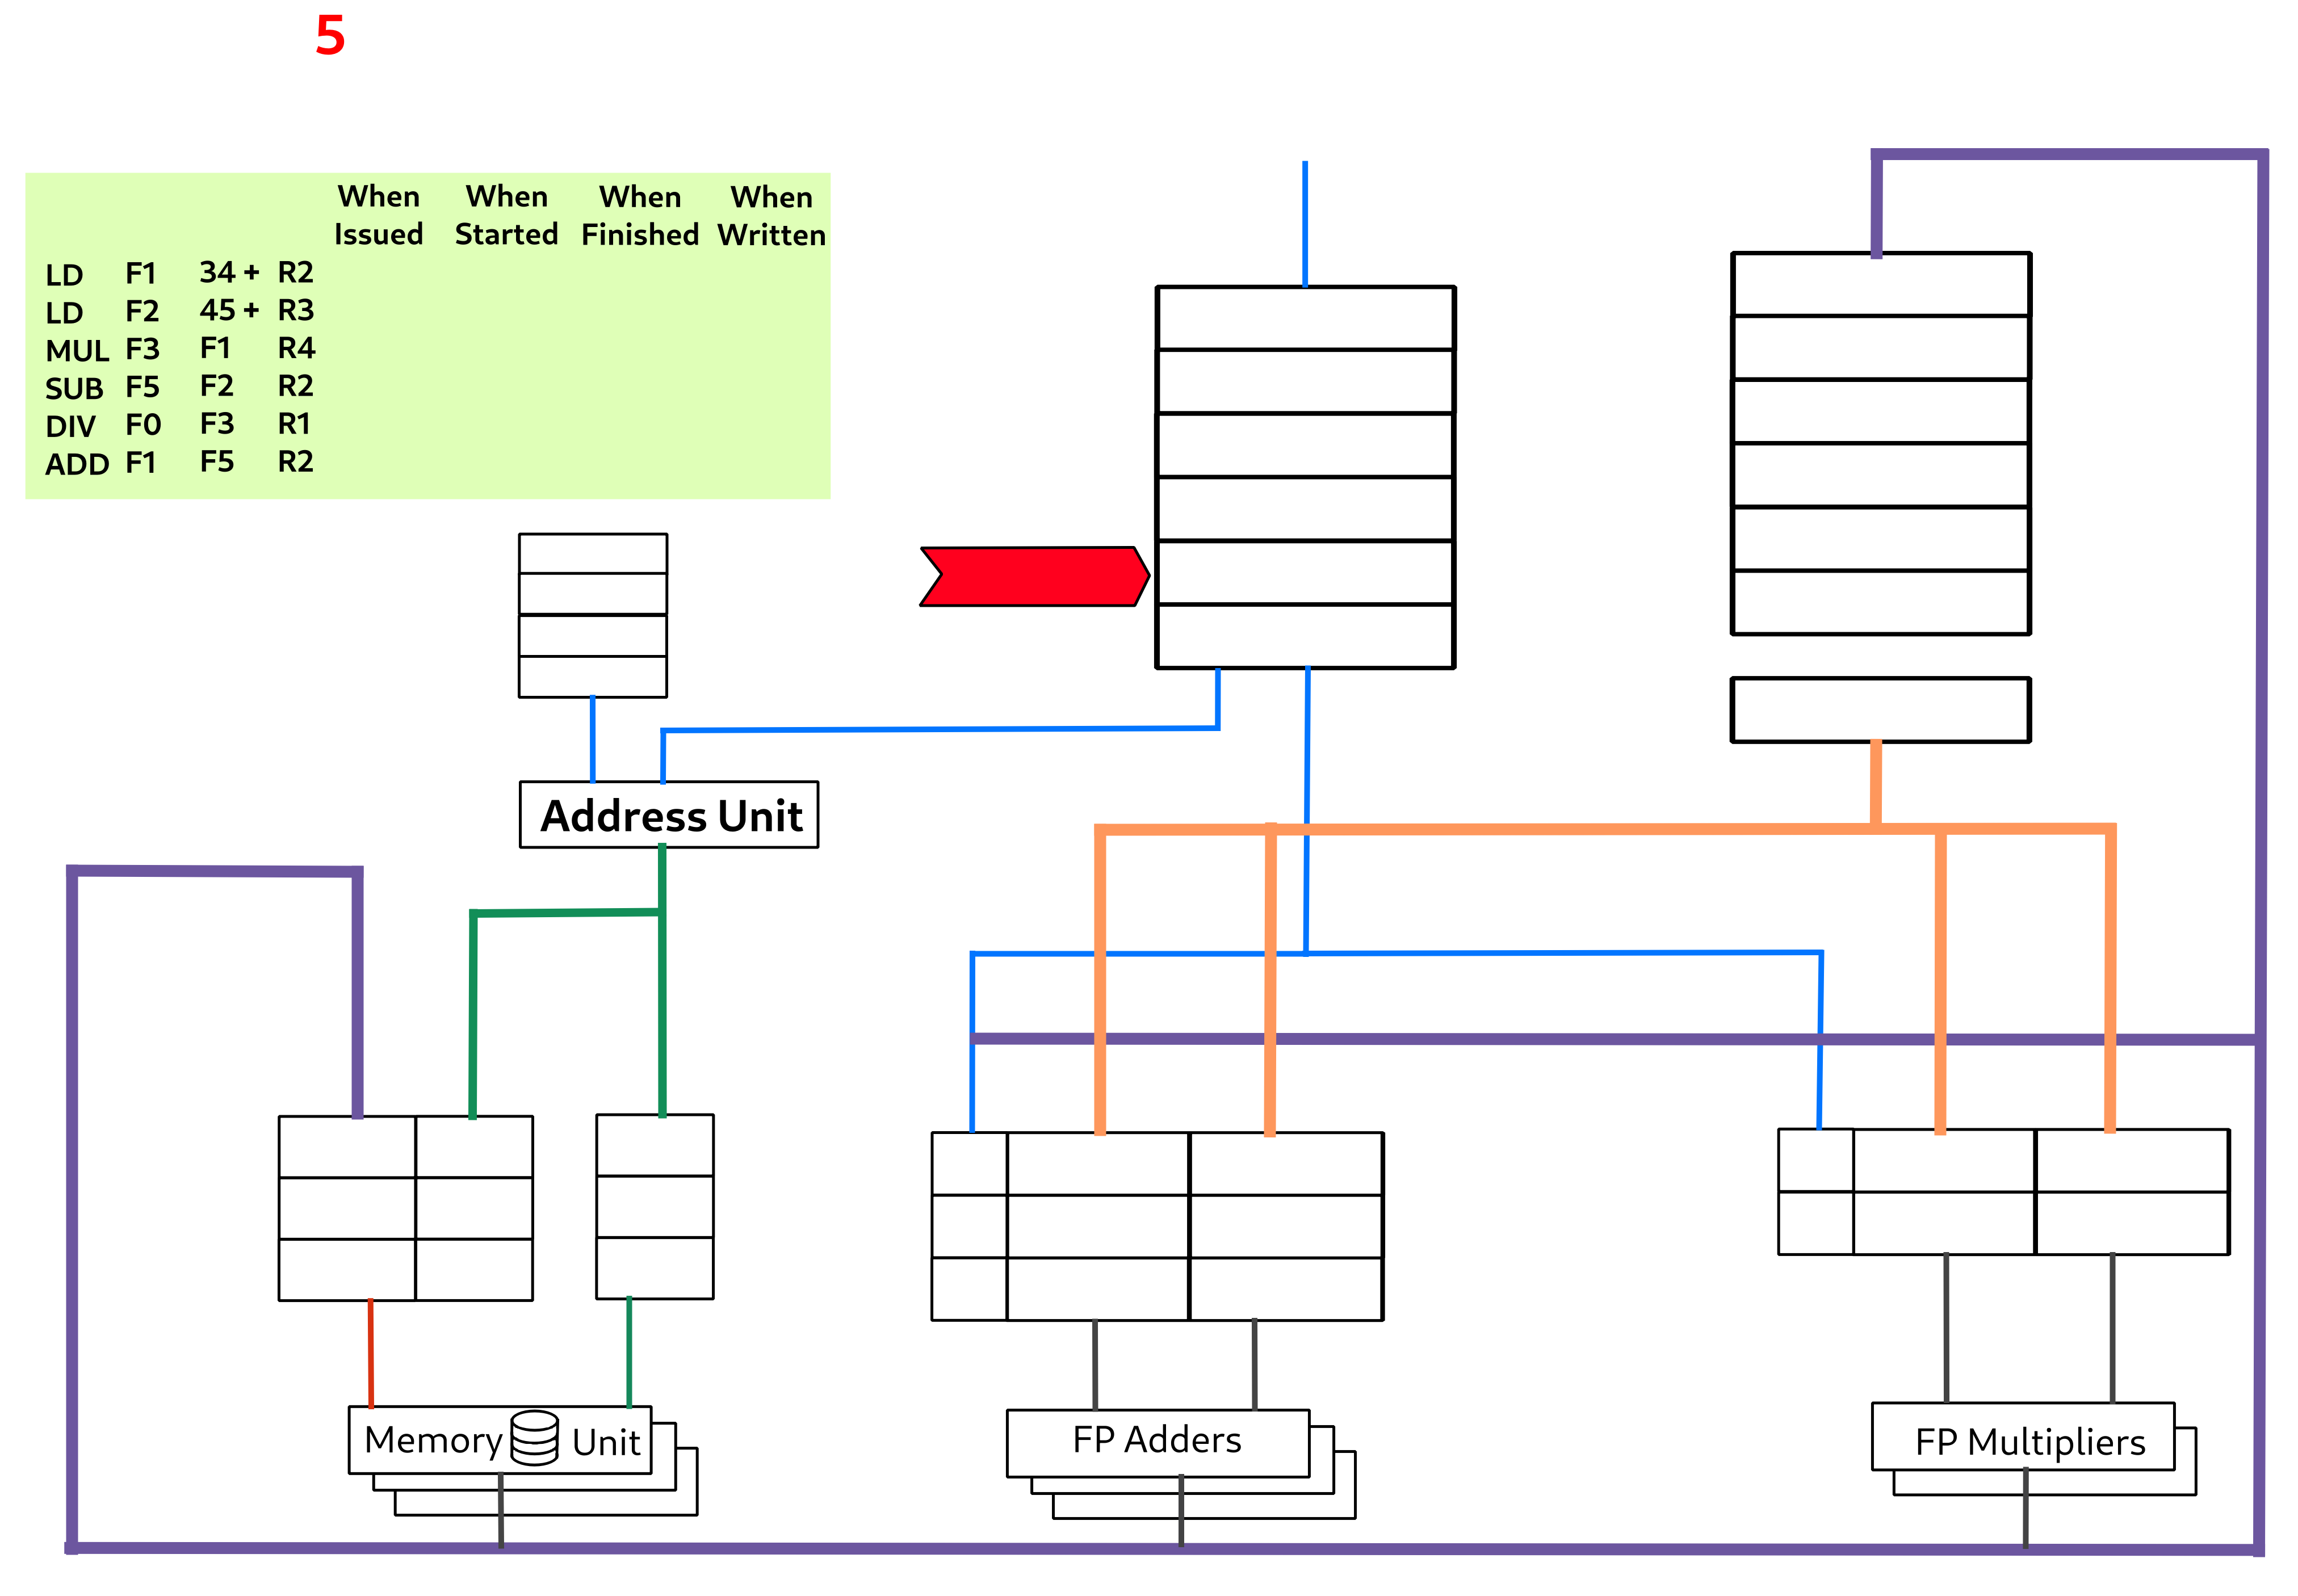 5
When When When When
Issued Started Finished Written
LD F1 34 + R2
LD F2 45 + R3
MUL F3 F1 R4
SUB F5 F2 R2
DIV F0 F3 R1
ADD F1 F5 R2
Address Unit
Memory Unit
FP Adders
FP Multipliers